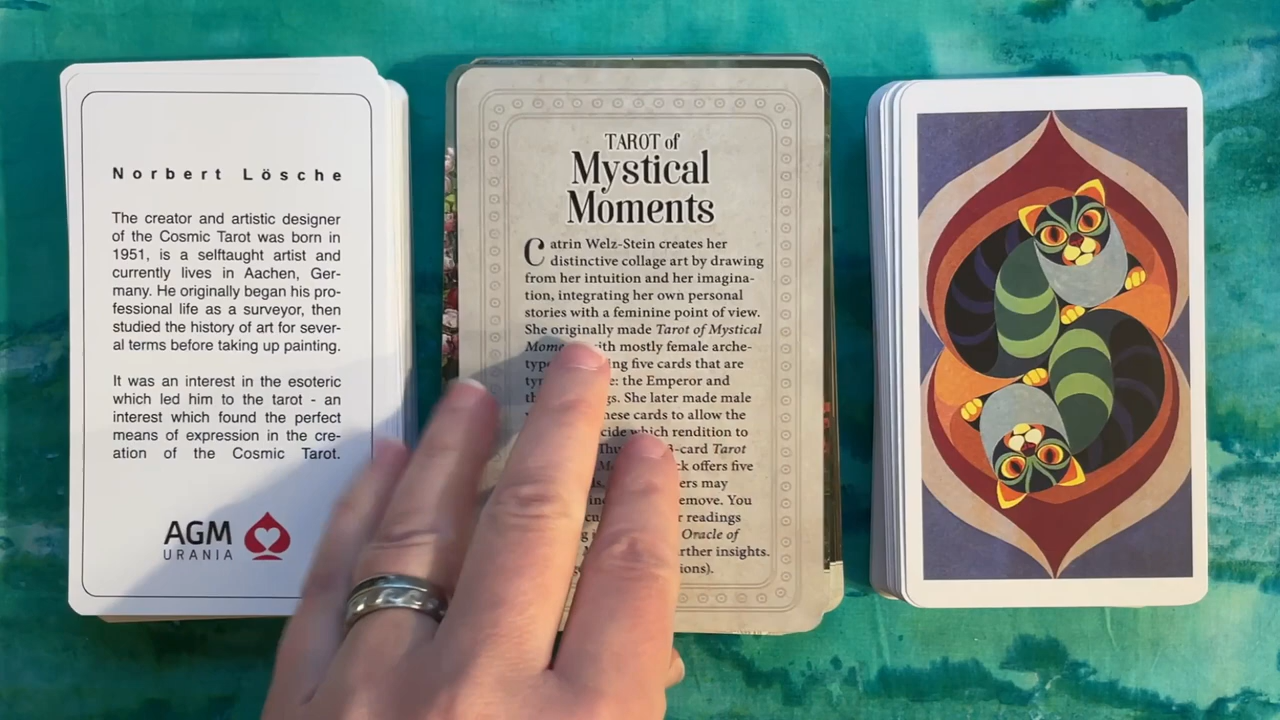 Norbert Lösche
The creator and artistic designer
of the Cosmic Tarot was born in
1951, is a selftaught artist and
currently lives in Aachen, Ger-
many. He originally began his pro-
fessional life as a surveyor, then
studied the history of art for sever-
al terms before taking up painting.
It was an interest in the esoteric
which led him to the tarot - an
interest which found the perfect
means of expression in the cre-
ation of the Cosmic Tarot.
AGM
URANIA
TAROT of
Mystical
Moments
Catrin Welz-Stein creates her
distinctive collage art by drawing
from her intuition and her imagina-
tion, integrating her own personal
stories with a feminine point of view.
She originally made Tarot of Mystical
with mostly female arche-
five cards that are
the Emperor and
She later made male
these cards to allow the
which rendition to
-card Tarot
offers five
may
remove. You
readings
Oracle of
further insights.